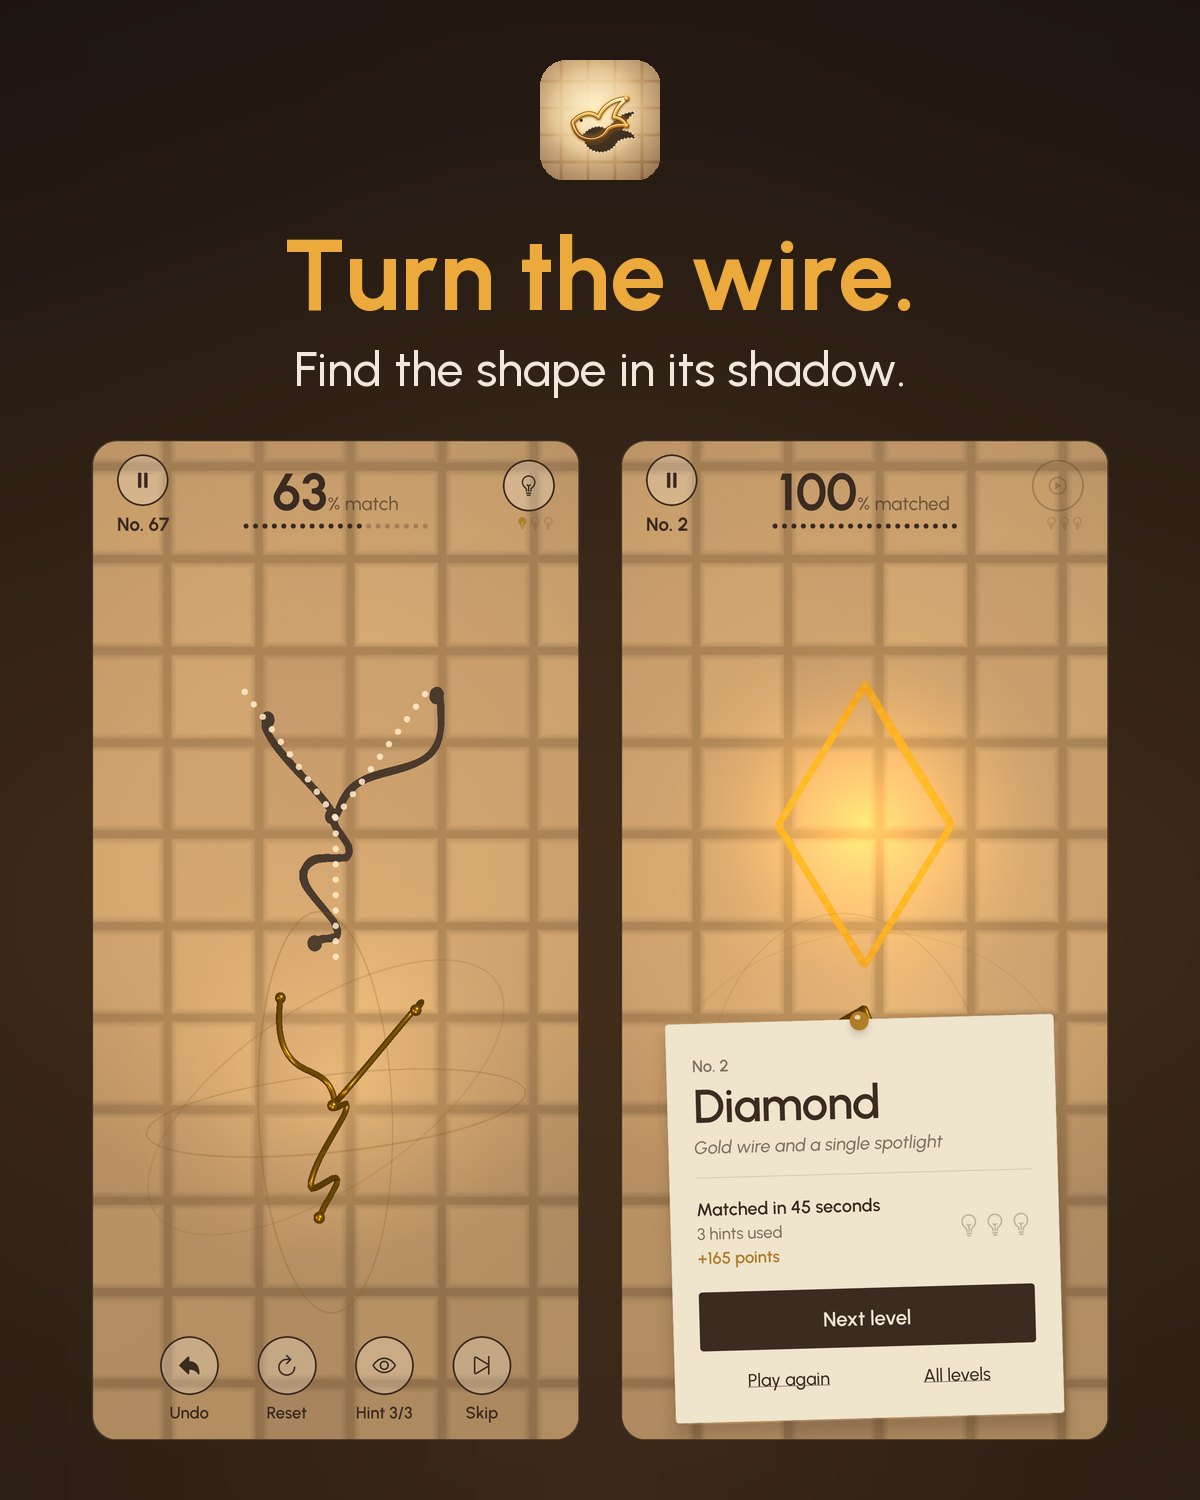 Turn the wire.
Find the shape in its shadow.
63% match
No. 67
Undo
Reset
Hint 3/3
Skip
100% matched
No. 2
No. 2
Diamond
Gold wire and a single spotlight
Matched in 45 seconds
3 hints used
+165 points
Next level
Play again
All levels